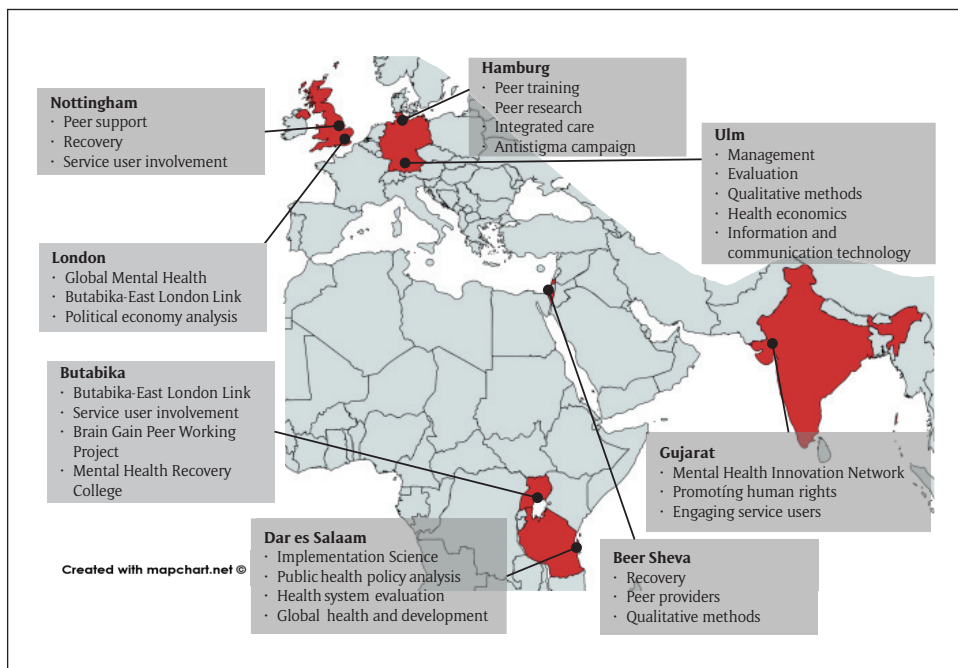 Nottingham
· Peer support
· Recovery
· Service user involvement
Hamburg
· Peer training
· Peer research
· Integrated care
· Antistigma campaign
Ulm
· Management
· Evaluation
· Qualitative methods
· Health economics
· Information and
communication technology
London
· Global Mental Health
· Butabika-East London Link
· Political economy analysis
Butabika
· Butabika-East London Link
· Service user involvement
· Brain Gain Peer Working
Project
· Mental Health Recovery
College
Gujarat
· Mental Health Innovation Network
· Promoting human rights
· Engaging service users
Dar es Salaam
· Implementation Science
· Public health policy analysis
· Health system evaluation
· Global health and development
Beer Sheva
· Recovery
· Peer providers
· Qualitative methods
Created with mapchart.net ©